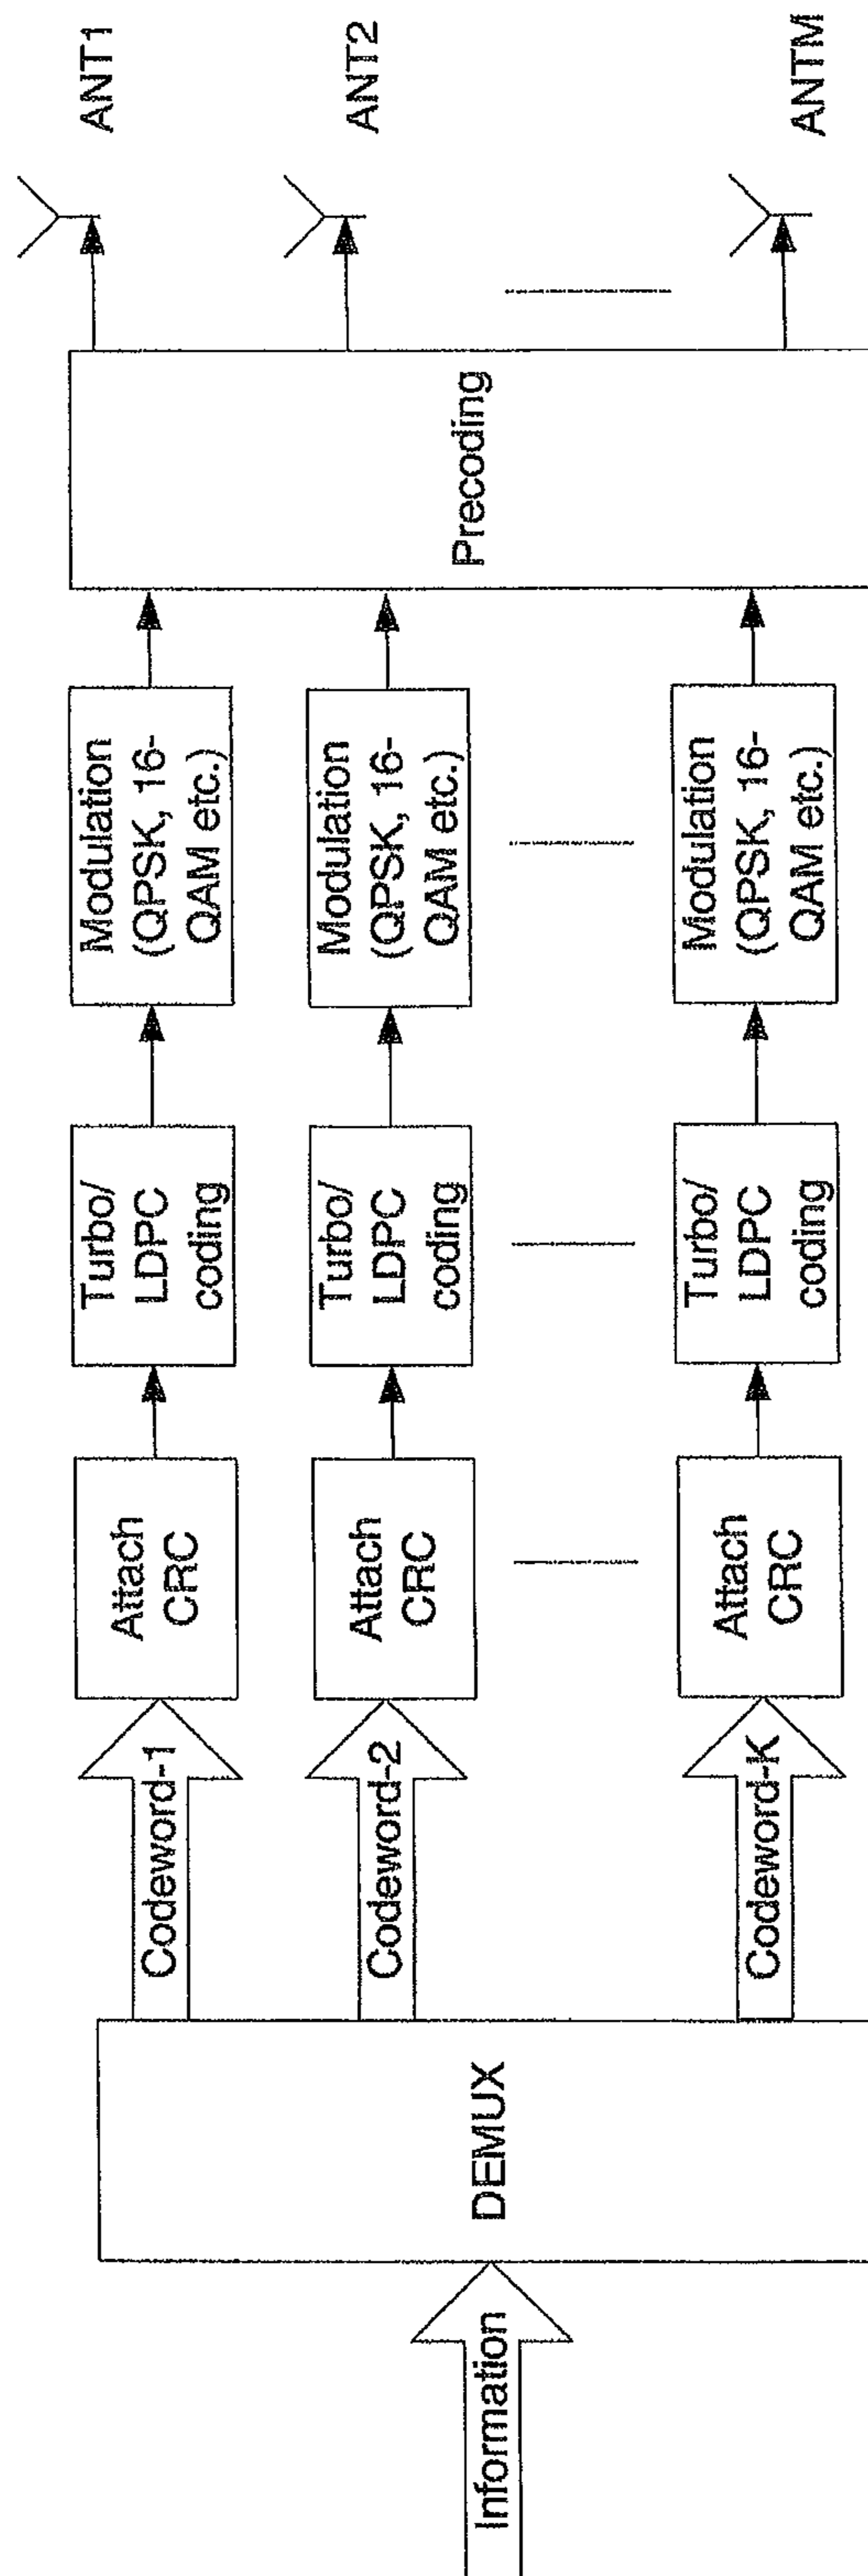 Information
DEMUX
Codeword-1
Codeword-2
Codeword-K
Attach
CRC
Attach
CRC
Attach
CRC
Turbo/
LDPC
coding
Turbo/
LDPC
coding
Turbo/
LDPC
coding
Modulation
(QPSK, 16-
QAM etc.)
Modulation
(QPSK, 16-
QAM etc.)
Modulation
(QPSK, 16-
QAM etc.)
Precoding
ANT1
ANT2
ANTM